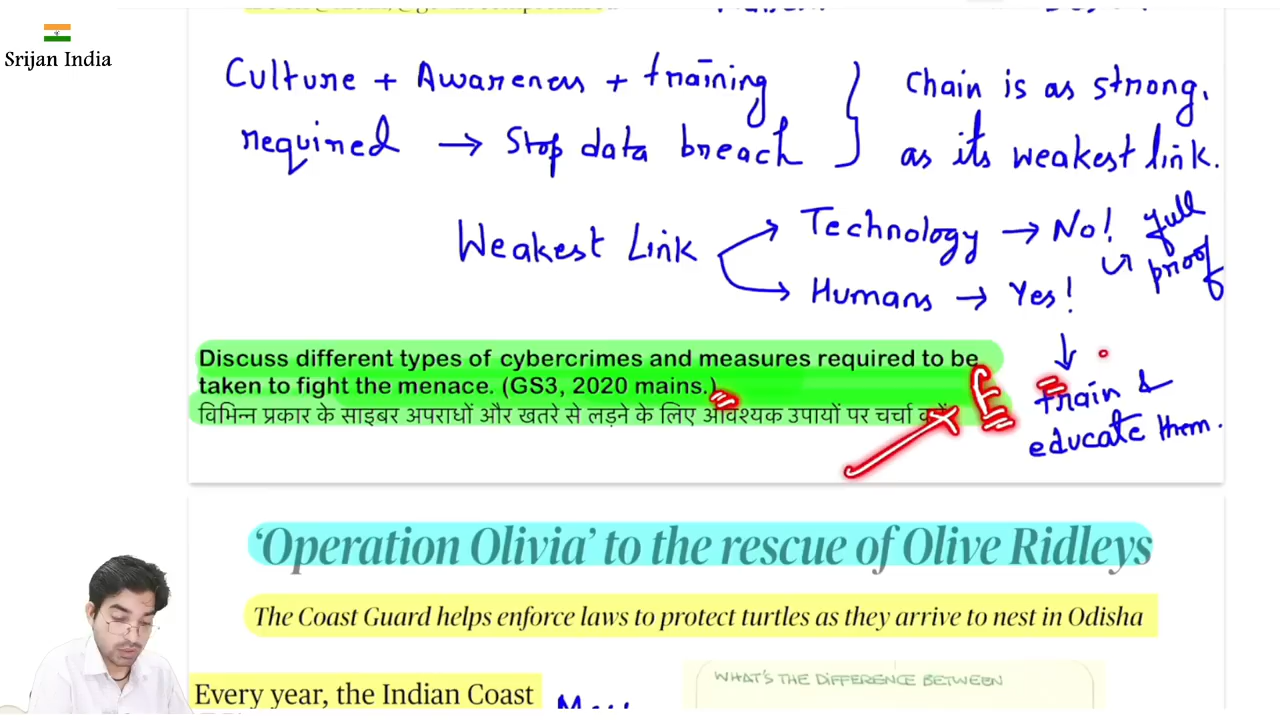 Srijan India
Culture + Awareness + training
required → Stop data breach
Chain is as strong,
as its weakest link.
Weakest Link
Technology → No!
full
proof
Humans → Yes!
Train &
educate them.
Discuss different types of cybercrimes and measures required to be
taken to fight the menace. (GS3, 2020 mains.)
विभिन्न प्रकार के साइबर अपराधों और खतरे से लड़ने के लिए आवश्यक उपायों पर चर्चा
‘Operation Olivia’ to the rescue of Olive Ridleys
The Coast Guard helps enforce laws to protect turtles as they arrive to nest in Odisha
Every year, the Indian Coast
WHAT'S THE DIFFERENCE BETWEEN